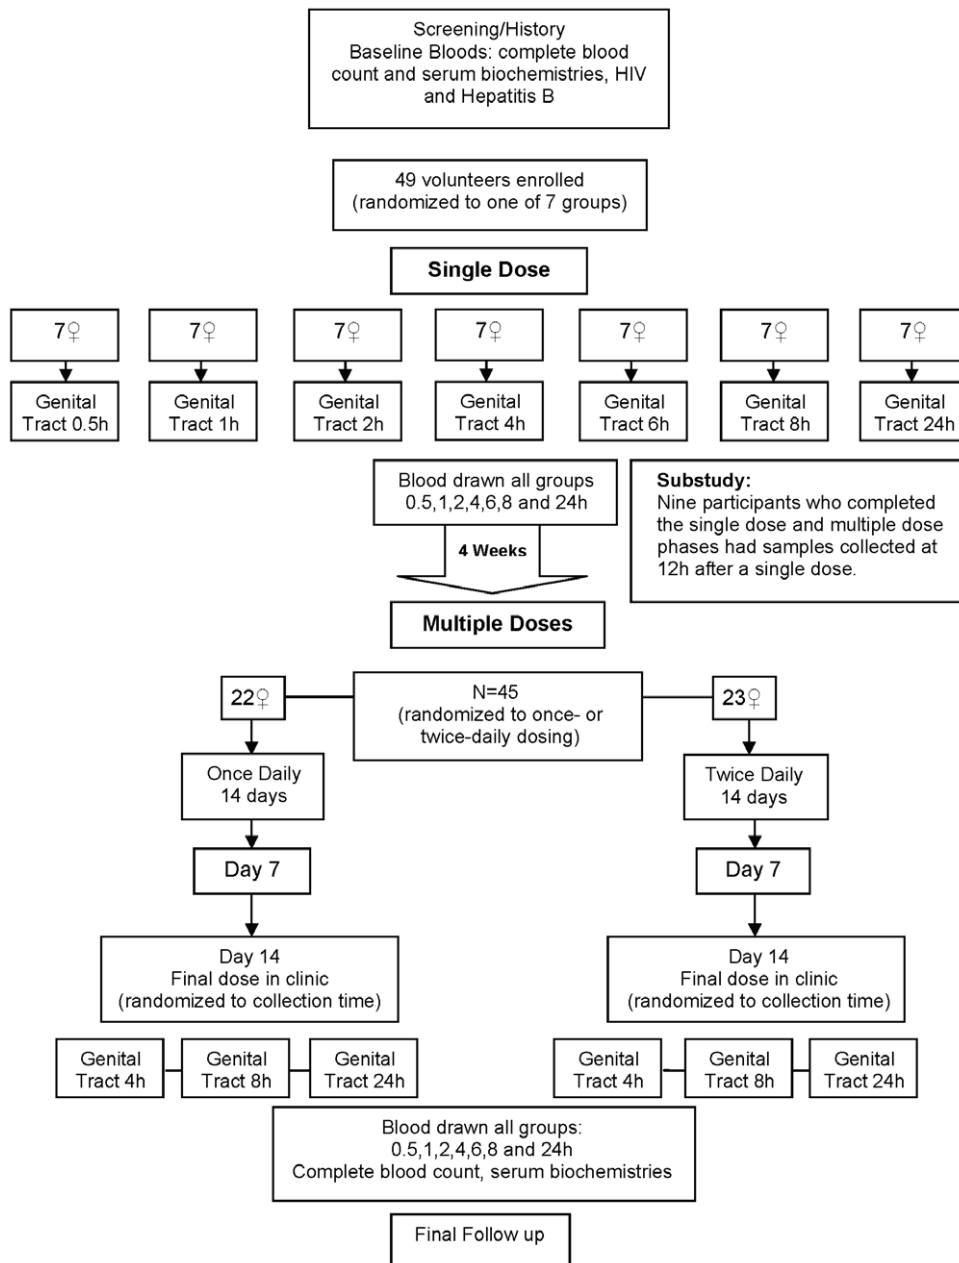 Screening/History
Baseline Bloods: complete blood
count and serum biochemistries, HIV
and Hepatitis B
49 volunteers enrolled
(randomized to one of 7 groups)
Single Dose
7♀ 7♀ 7♀ 7♀ 7♀ 7♀ 7♀
Genital
Tract 0.5h
Genital
Tract 1h
Genital
Tract 2h
Genital
Tract 4h
Genital
Tract 6h
Genital
Tract 8h
Genital
Tract 24h
Blood drawn all groups
0.5,1,2,4,6,8 and 24h
4 Weeks
Substudy:
Nine participants who completed
the single dose and multiple dose
phases had samples collected at
12h after a single dose.
Multiple Doses
22♀
N=45
(randomized to once- or
twice-daily dosing)
23♀
Once Daily
14 days
Twice Daily
14 days
Day 7
Day 7
Day 14
Final dose in clinic
(randomized to collection time)
Day 14
Final dose in clinic
(randomized to collection time)
Genital
Tract 4h
Genital
Tract 8h
Genital
Tract 24h
Genital
Tract 4h
Genital
Tract 8h
Genital
Tract 24h
Blood drawn all groups:
0.5,1,2,4,6,8 and 24h
Complete blood count, serum biochemistries
Final Follow up